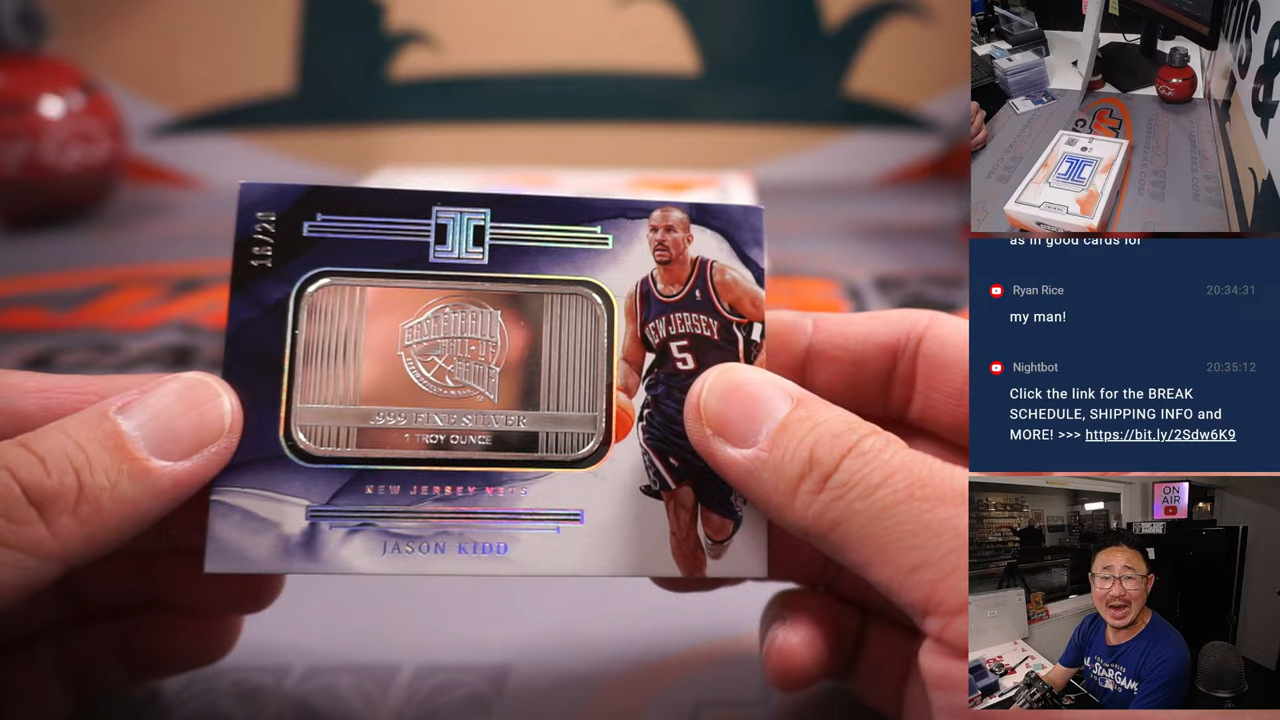 BASKETBALL
HALL OF
FAME
.999 FINE SILVER
1 TROY OUNCE
NEW JERSEY NETS
JASON KIDD
NEW JERSEY
5
as in good cards for
Ryan Rice 20:34:31
my man!
Nightbot 20:35:12
Click the link for the BREAK
SCHEDULE, SHIPPING INFO and
MORE! >>> https://bit.ly/2Sdw6K9
ON
AIR